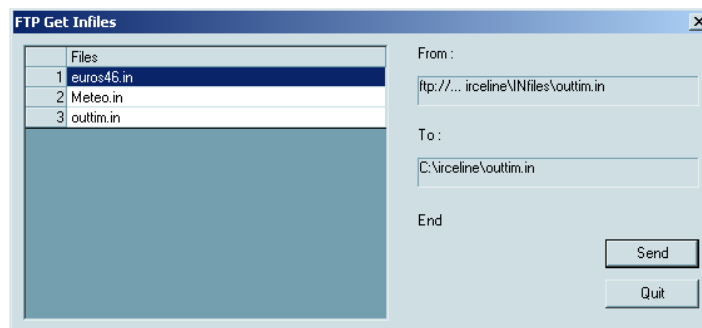 FTP Get Infiles
Files
1 euros46.in
2 Meteo.in
3 outtim.in
From :
ftp://... irceline\INfiles\outtim.in
To :
C:\irceline\outtim.in
End
Send
Quit